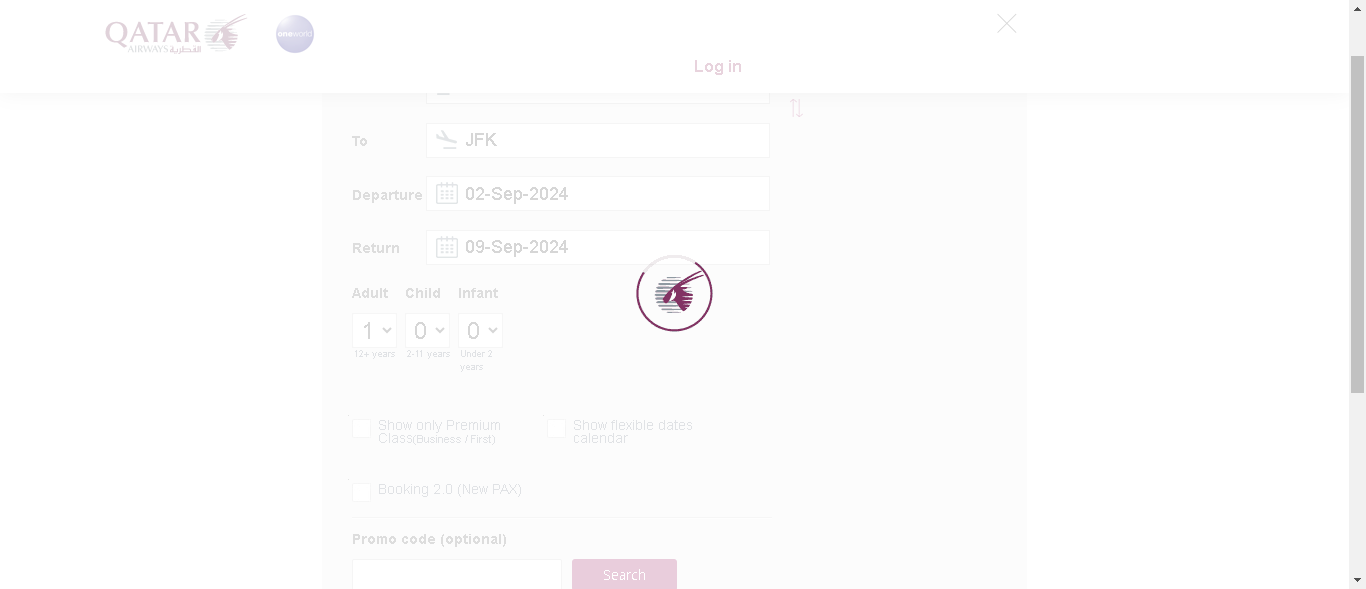 QATAR
AIRWAYS القطرية
oneworld
Log in
To
JFK
Departure
02-Sep-2024
Return
09-Sep-2024
Adult Child Infant
1 0 0
12+ years 2-11 years Under 2
years
Show only Premium
Class(Business / First)
Show flexible dates
calendar
Booking 2.0 (New PAX)
Promo code (optional)
Search